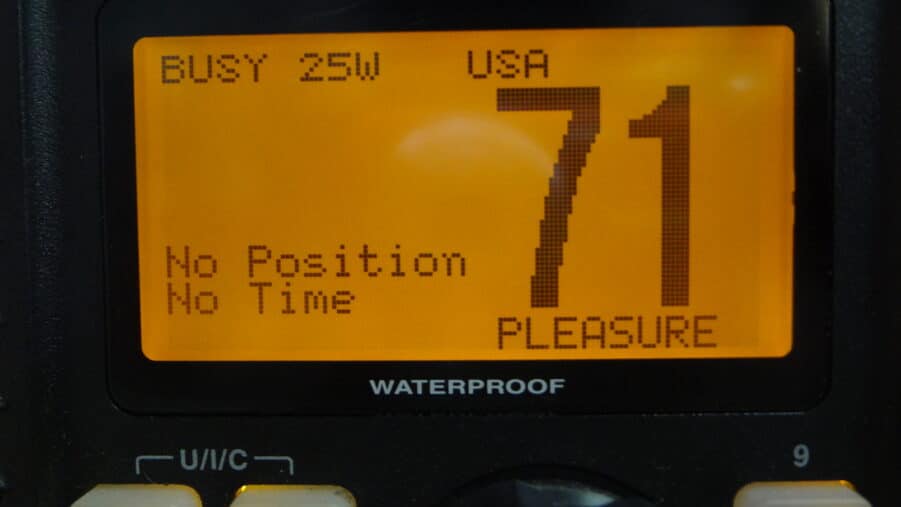 BUSY 25W USA
71
No Position
No Time
PLEASURE
WATERPROOF
U/I/C
9